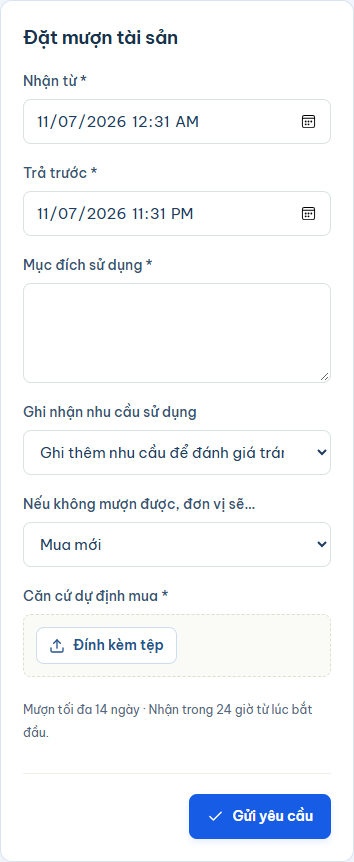 Đặt mượn tài sản
Nhận từ *
11/07/2026 12:31 AM
Trả trước *
11/07/2026 11:31 PM
Mục đích sử dụng *
Ghi nhận nhu cầu sử dụng
Ghi thêm nhu cầu để đánh giá trán
Nếu không mượn được, đơn vị sẽ...
Mua mới
Căn cứ dự định mua *
Đính kèm tệp
Mượn tối đa 14 ngày · Nhận trong 24 giờ từ lúc bắt
đầu.
Gửi yêu cầu